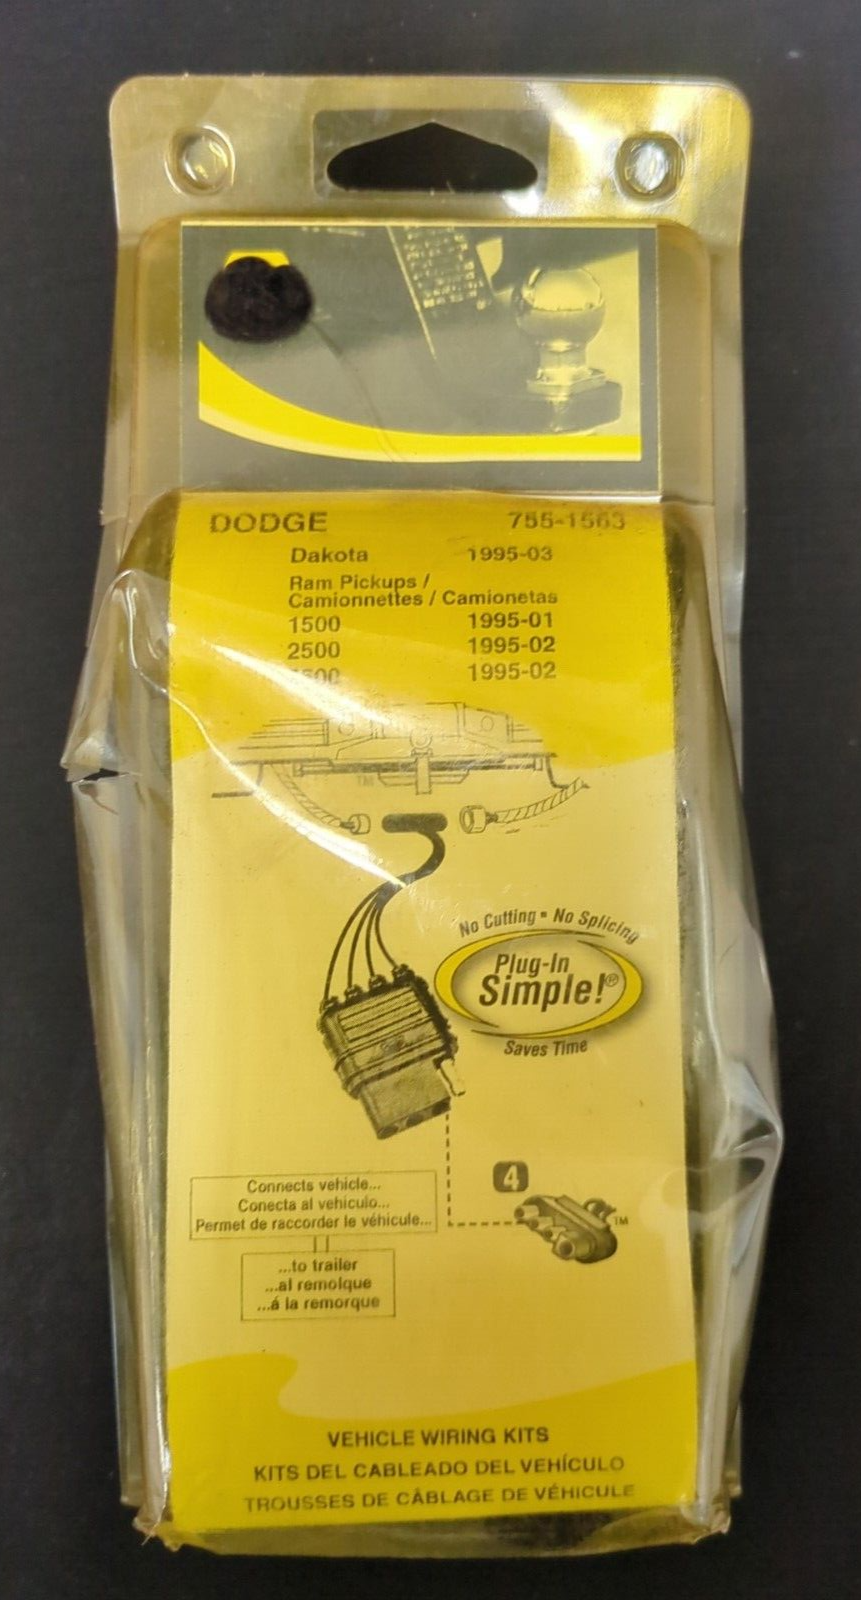 DODGE 755-1563
Dakota 1995-03
Ram Pickups /
Camionnettes / Camionetas
1500 1995-01
2500 1995-02
1995-02
TM
No Cutting • No Splicing
Plug-In
Simple!®
Saves Time
4
TM
Connects vehicle...
Conecta al vehiculo...
Permet de raccorder le véhicule...
...to trailer
...al remolque
...á la remorque
VEHICLE WIRING KITS
KITS DEL CABLEADO DEL VEHÍCULO
TROUSSES DE CÂBLAGE DE VÉHICULE